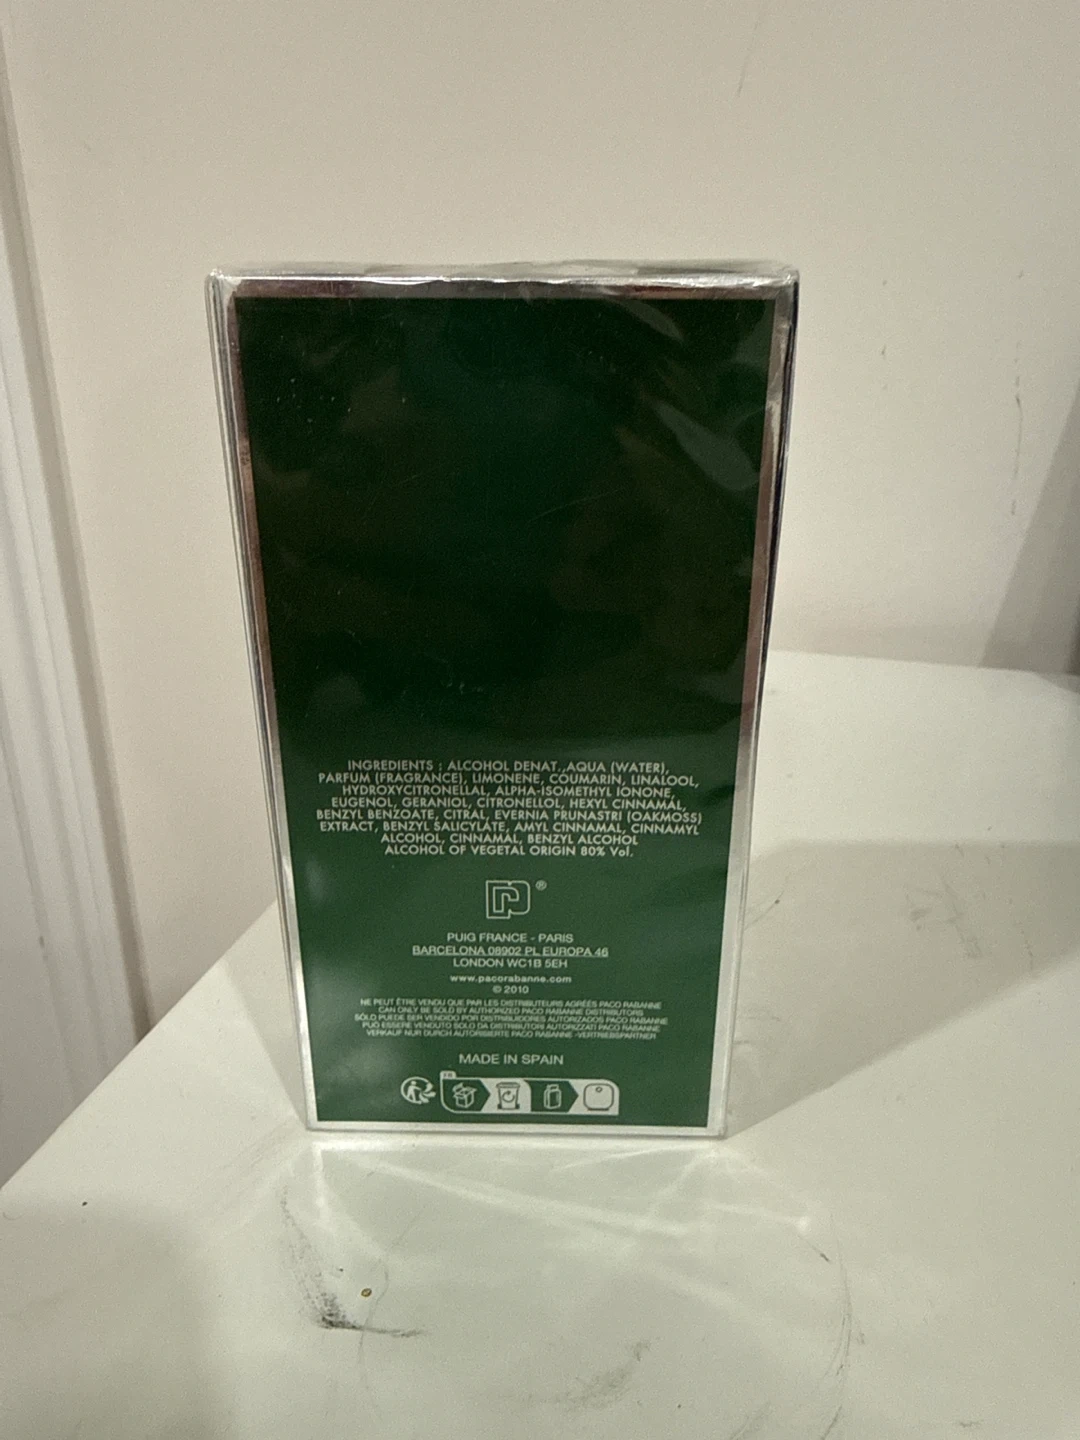 INGREDIENTS : ALCOHOL DENAT., AQUA (WATER),
PARFUM (FRAGRANCE), LIMONENE, COUMARIN, LINALOOL,
HYDROXYCITRONELLAL, ALPHA-ISOMETHYL IONONE,
EUGENOL, GERANIOL, CITRONELLOL, HEXYL CINNAMAL,
BENZYL BENZOATE, CITRAL, EVERNIA PRUNASTRI (OAKMOSS)
EXTRACT, BENZYL SALICYLATE, AMYL CINNAMAL, CINNAMYL
ALCOHOL, CINNAMAL, BENZYL ALCOHOL
ALCOHOL OF VEGETAL ORIGIN 80% Vol.
®
PUIG FRANCE - PARIS
BARCELONA 08902 PL EUROPA 46
LONDON WC1B 5EH
www.pacorabanne.com
© 2010
NE PEUT ÊTRE VENDU QUE PAR LES DISTRIBUTEURS AGRÉÉS PACO RABANNE
CAN ONLY BE SOLD BY AUTHORIZED PACO RABANNE DISTRIBUTORS
SÓLO PUEDE SER VENDIDO POR DISTRIBUIDORES AUTORIZADOS PACO RABANNE
PUÒ ESSERE VENDUTO SOLO DA DISTRIBUTORI AUTORIZZATI PACO RABANNE
VERKAUF NUR DURCH AUTORISIERTE PACO RABANNE -VERTRIEBSPARTNER
MADE IN SPAIN
FR